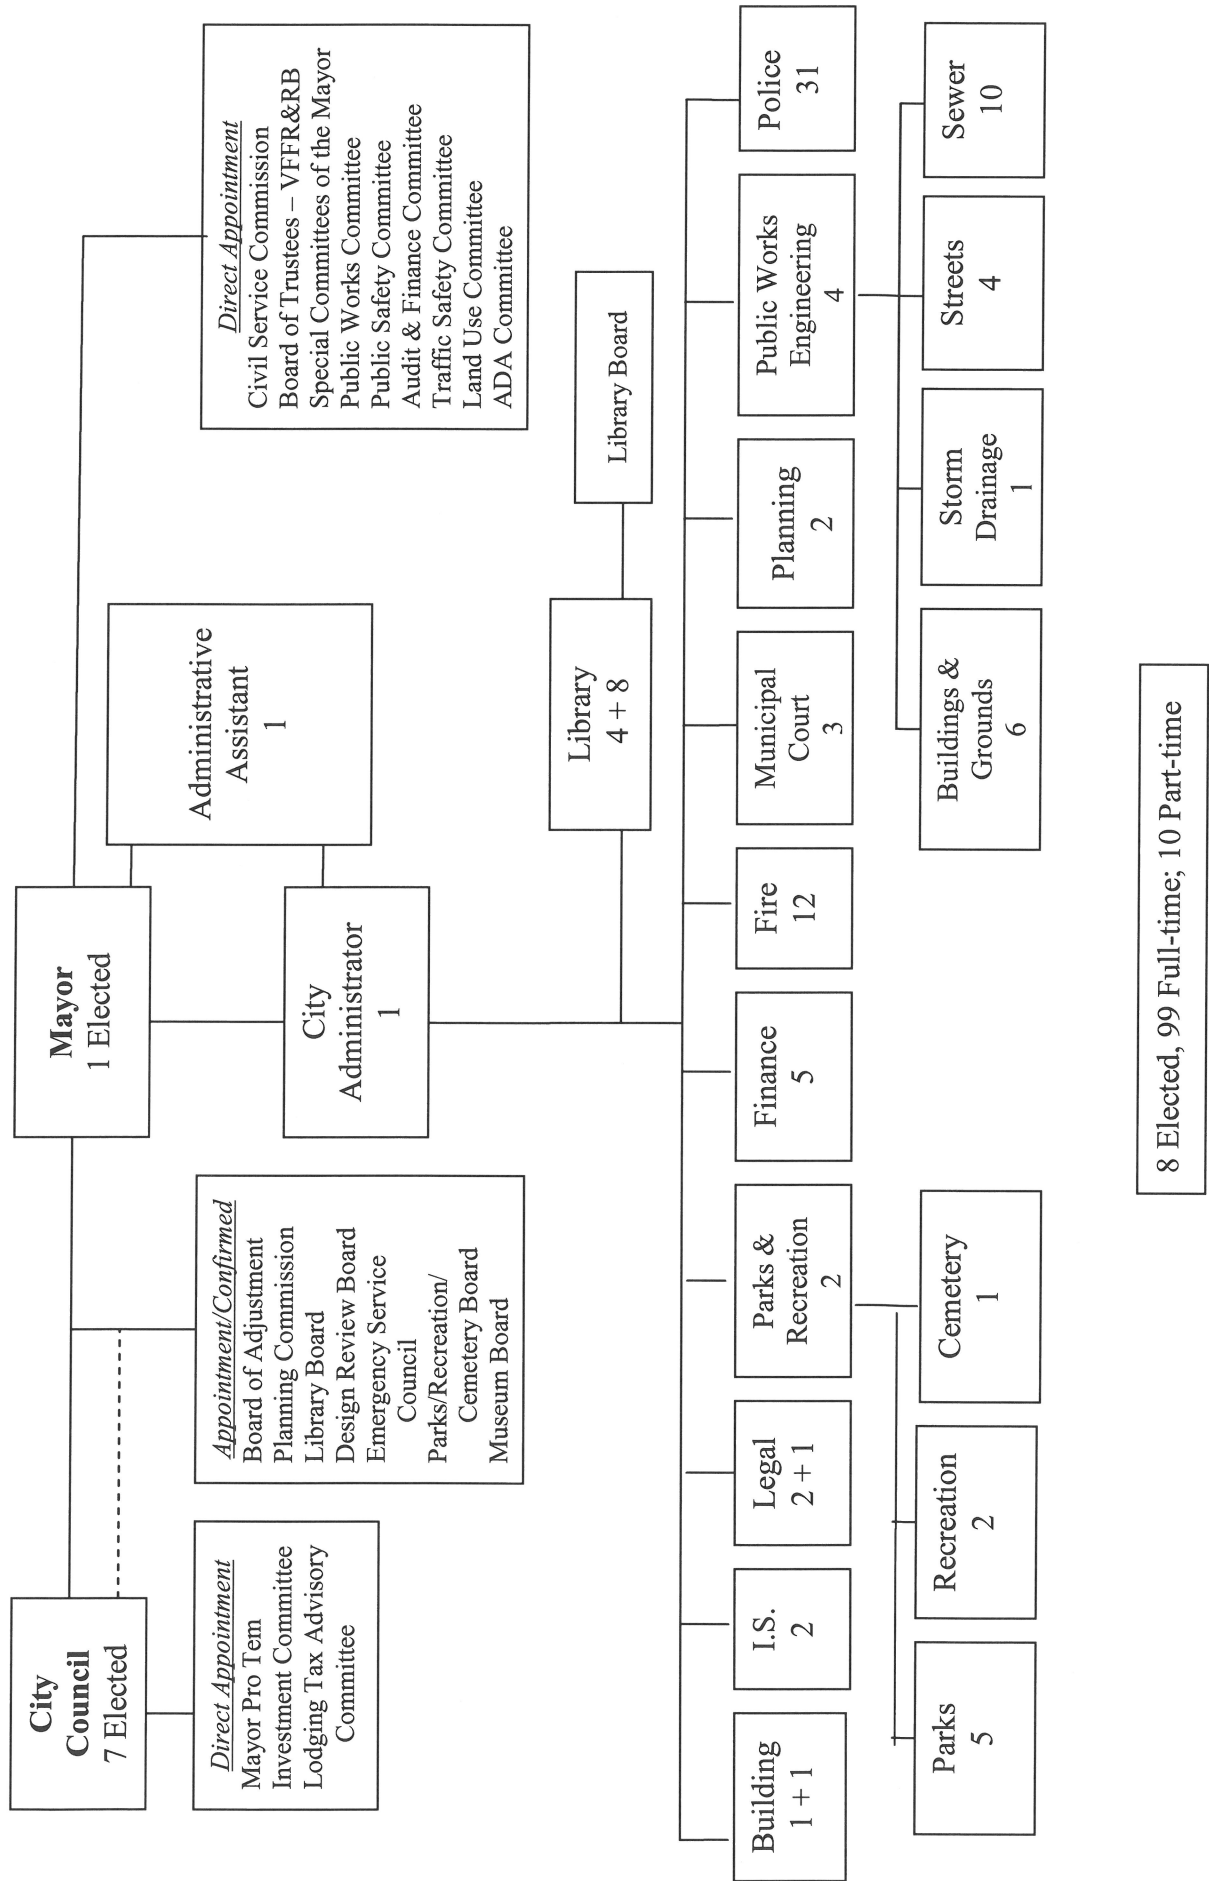 City
Council
7 Elected
Mayor
1 Elected
Administrative
Assistant
1
City
Administrator
1
Direct Appointment
Mayor Pro Tem
Investment Committee
Lodging Tax Advisory
Committee
Appointment/Confirmed
Board of Adjustment
Planning Commission
Library Board
Design Review Board
Emergency Service
Council
Parks/Recreation/
Cemetery Board
Museum Board
Direct Appointment
Civil Service Commission
Board of Trustees – VFFR&RB
Special Committees of the Mayor
Public Works Committee
Public Safety Committee
Audit & Finance Committee
Traffic Safety Committee
Land Use Committee
ADA Committee
Library
4 + 8
Library Board
Building
1 + 1
I.S.
2
Legal
2 + 1
Parks &
Recreation
2
Finance
5
Fire
12
Municipal
Court
3
Planning
2
Public Works
Engineering
4
Police
31
Parks
5
Recreation
2
Cemetery
1
Buildings &
Grounds
6
Storm
Drainage
1
Streets
4
Sewer
10
8 Elected, 99 Full-time; 10 Part-time